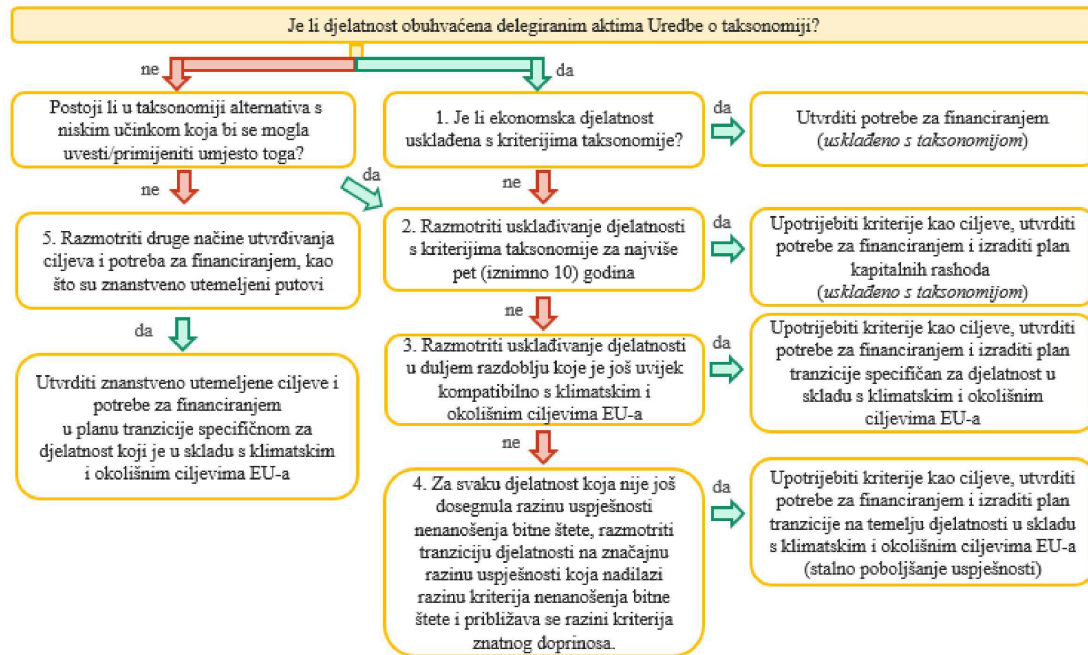 Je li djelatnost obuhvaćena delegiranim aktima Uredbe o taksonomiji?
ne
da
Postoji li u taksonomiji alternativa s
niskim učinkom koja bi se mogla
uvesti/primijeniti umjesto toga?
1. Je li ekonomska djelatnost
usklađena s kriterijima taksonomije?
da
Utvrditi potrebe za financiranjem
(usklađeno s taksonomijom)
ne
da
ne
5. Razmotriti druge načine utvrđivanja
ciljeva i potreba za financiranjem, kao
što su znanstveno utemeljeni putovi
2. Razmotriti usklađivanje djelatnosti
s kriterijima taksonomije za najviše
pet (iznimno 10) godina
da
Upotrijebiti kriterije kao ciljeve, utvrditi
potrebe za financiranjem i izraditi plan
kapitalnih rashoda
(usklađeno s taksonomijom)
da
ne
Utvrditi znanstveno utemeljene ciljeve i
potrebe za financiranjem
u planu tranzicije specifičnom za
djelatnost koji je u skladu s klimatskim
i okolišnim ciljevima EU-a
3. Razmotriti usklađivanje djelatnosti
u duljem razdoblju koje je još uvijek
kompatibilno s klimatskim i
okolišnim ciljevima EU-a
da
Upotrijebiti kriterije kao ciljeve, utvrditi
potrebe za financiranjem i izraditi plan
tranzicije specifičan za djelatnost u
skladu s klimatskim i okolišnim
ciljevima EU-a
ne
4. Za svaku djelatnost koja nije još
dosegnula razinu uspješnosti
nenanošenja bitne štete, razmotriti
tranziciju djelatnosti na značajnu
razinu uspješnosti koja nadilazi
razinu kriterija nenanošenja bitne
štete i približava se razini kriterija
znatnog doprinosa.
da
Upotrijebiti kriterije kao ciljeve, utvrditi
potrebe za financiranjem i izraditi plan
tranzicije na temelju djelatnosti u skladu
s klimatskim i okolišnim ciljevima EU-a
(stalno poboljšanje uspješnosti)